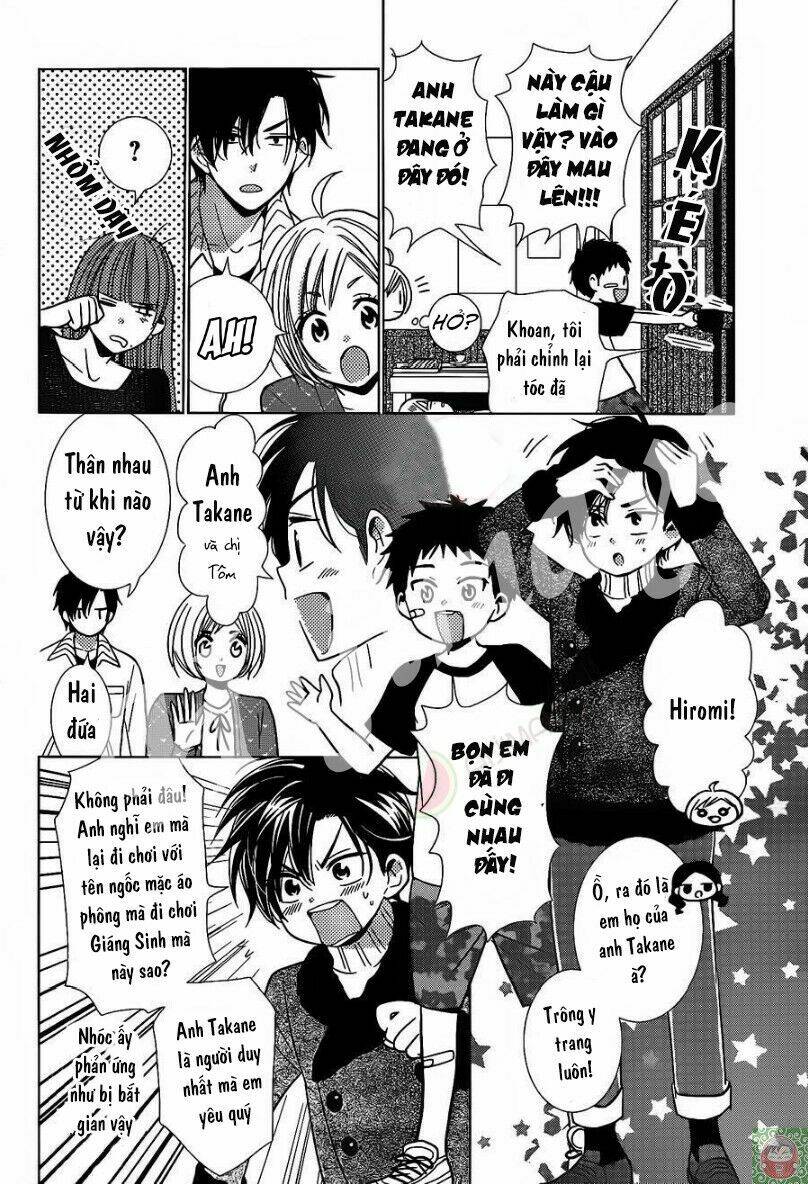 NÀY CẬU
LÀM GÌ
VẬY? VÀO
ĐÂY MAU
LÊN!!!
ANH
TAKANE
ĐANG Ở
ĐÂY ĐÓ!
KÉO
HỞ?
Khoan, tôi
phải chỉnh lại
tóc đã
AH!
?
NHỎM DẬY
Hiromi!
BỌN EM
ĐÃ ĐI
CÙNG
NHAU
ĐẤY!
Anh
Takane
và chị
Tôm
Thân nhau
từ khi nào
vậy?
Hai
đứa
Ồ, ra đó là
em họ của
anh Takane
à?
Trông y
trang
luôn!
Không phải đâu!
Anh nghĩ em mà
lại đi chơi với
tên ngốc mặc áo
phông mà đi chơi
Giáng Sinh mà
này sao?
Anh Takane
là người duy
nhất mà em
yêu quý
Nhóc ấy
phản ứng
như bị bắt
gian vậy